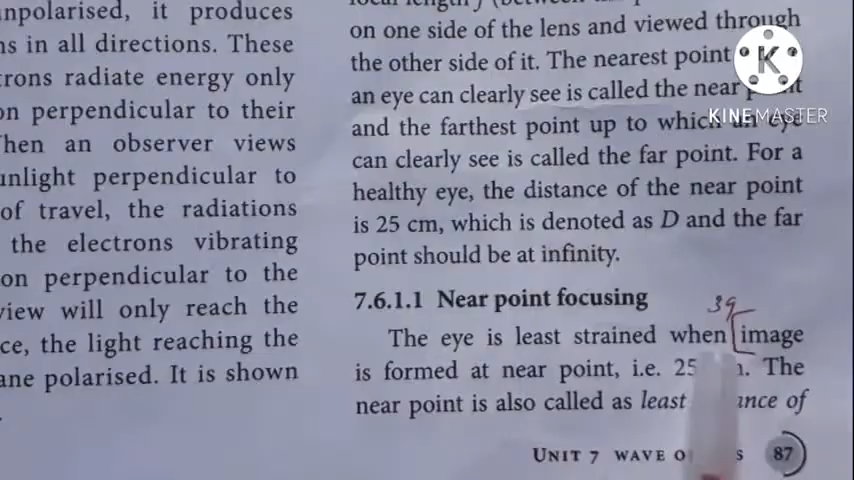 npolarised, it produces
ns in all directions. These
trons radiate energy only
on perpendicular to their
hen an observer views
unlight perpendicular to
of travel, the radiations
the electrons vibrating
on perpendicular to the
view will only reach the
ce, the light reaching the
ane polarised. It is shown
on one side of the lens and viewed through
the other side of it. The nearest point
an eye can clearly see is called the near
and the farthest point up to which an eye
can clearly see is called the far point. For a
healthy eye, the distance of the near point
is 25 cm, which is denoted as D and the far
point should be at infinity.
7.6.1.1 Near point focusing
39
The eye is least strained when [image
is formed at near point, i.e. 25 . The
near point is also called as least of
UNIT 7 WAVE 87
K
KINEMASTER